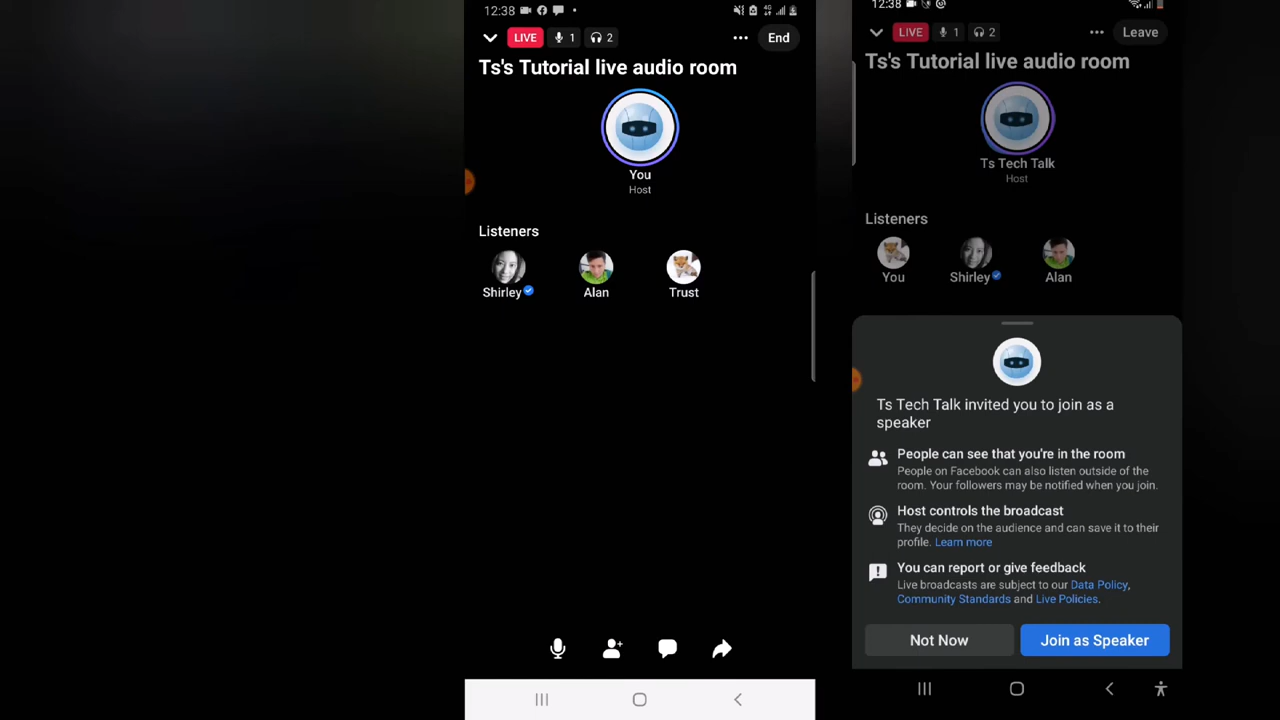 12:38
4G
LIVE 1 2 End
Ts's Tutorial live audio room
You
Host
Listeners
Shirley Alan Trust
12:38
LIVE 1 2 Leave
Ts's Tutorial live audio room
Ts Tech Talk
Host
Listeners
You Shirley Alan
Ts Tech Talk invited you to join as a
speaker
People can see that you're in the room
People on Facebook can also listen outside of the
room. Your followers may be notified when you join.
Host controls the broadcast
They decide on the audience and can save it to their
profile. Learn more
You can report or give feedback
Live broadcasts are subject to our Data Policy,
Community Standards and Live Policies.
Not Now Join as Speaker